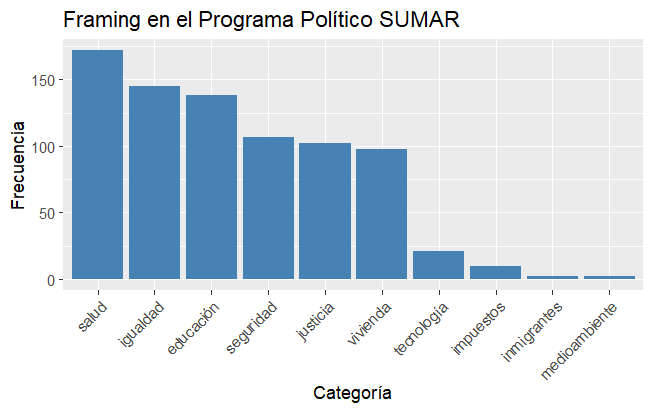 Framing en el Programa Político SUMAR
Frecuencia
150
100
50
0
salud
igualdad
educación
seguridad
justicia
vivienda
tecnología
impuestos
inmigrantes
medioambiente
Categoría